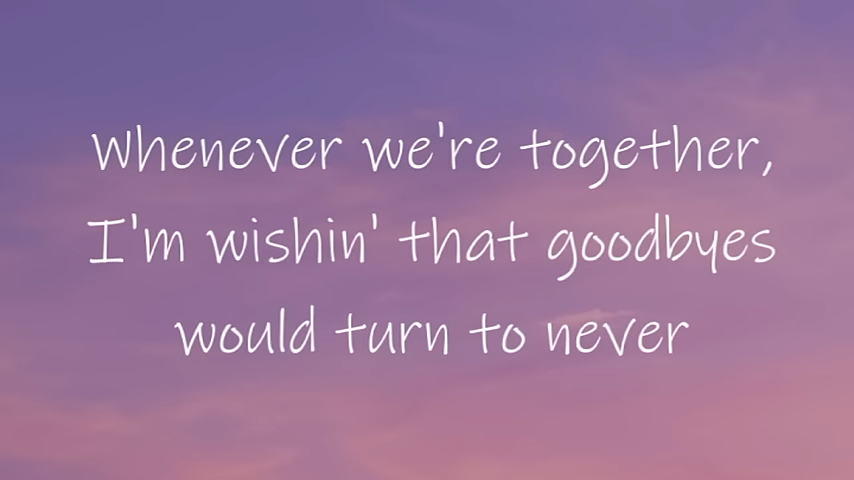 Whenever we're together,
I'm wishin' that goodbyes
would turn to never